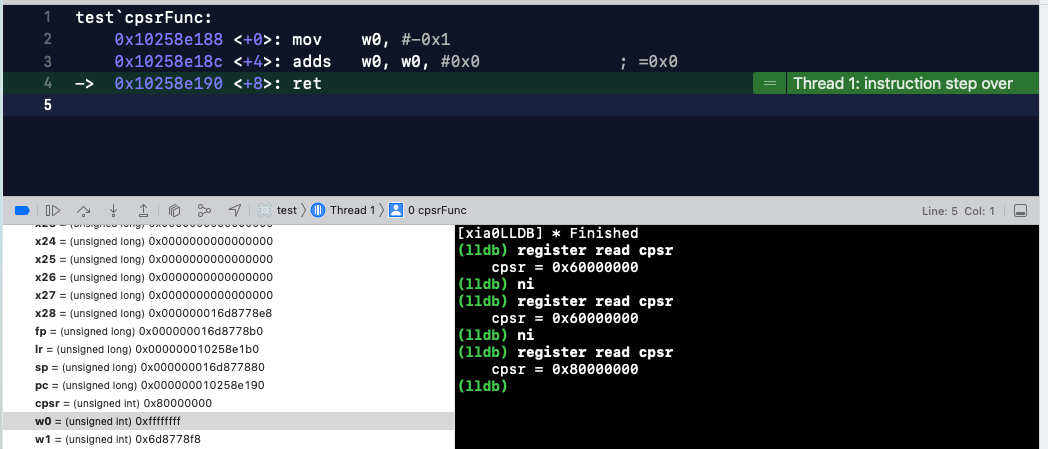 1 test`cpsrFunc:
2 0x10258e188 <+0>: mov w0, #-0x1
3 0x10258e18c <+4>: adds w0, w0, #0x0 ; =0x0
4 -> 0x10258e190 <+8>: ret = Thread 1: instruction step over
5
test 〉 Thread 1 〉 0 cpsrFunc Line: 5 Col: 1
x23 = (unsigned long) 0x0000000000000000
x24 = (unsigned long) 0x0000000000000000
x25 = (unsigned long) 0x0000000000000000
x26 = (unsigned long) 0x0000000000000000
x27 = (unsigned long) 0x0000000000000000
x28 = (unsigned long) 0x000000016d8778e8
fp = (unsigned long) 0x000000016d8778b0
lr = (unsigned long) 0x000000010258e1b0
sp = (unsigned long) 0x000000016d877880
pc = (unsigned long) 0x000000010258e190
cpsr = (unsigned int) 0x80000000
w0 = (unsigned int) 0xffffffff
w1 = (unsigned int) 0x6d8778f8
[xia0LLDB] * Finished
(lldb) register read cpsr
cpsr = 0x60000000
(lldb) ni
(lldb) register read cpsr
cpsr = 0x60000000
(lldb) ni
(lldb) register read cpsr
cpsr = 0x80000000
(lldb)